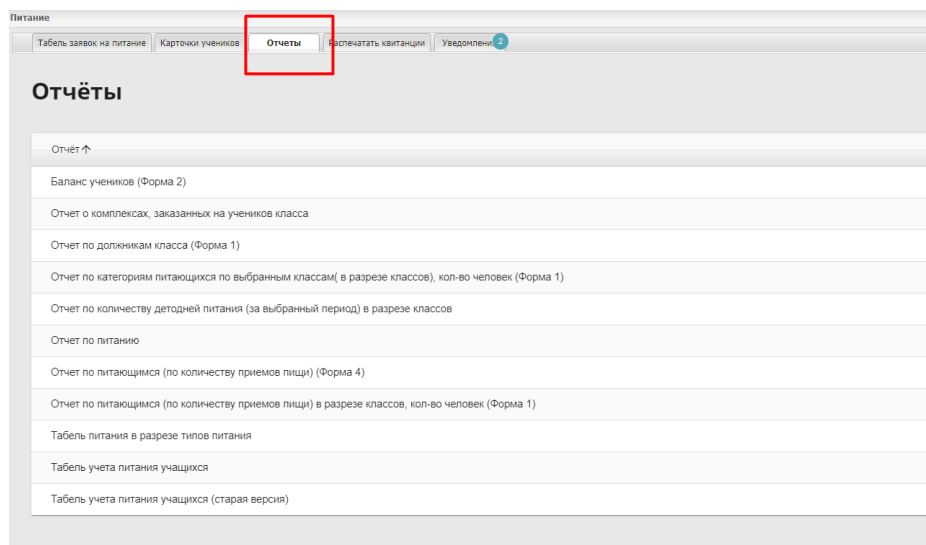 Питание
Табель заявок на питание Карточки учеников Отчеты Распечатать квитанции Уведомления 2
Отчёты
Отчёт
Баланс учеников (Форма 2)
Отчет о комплексах, заказанных на учеников класса
Отчет по должникам класса (Форма 1)
Отчет по категориям питающихся по выбранным классам( в разрезе классов), кол-во человек (Форма 1)
Отчет по количеству детодней питания (за выбранный период) в разрезе классов
Отчет по питанию
Отчет по питающимся (по количеству приемов пищи) (Форма 4)
Отчет по питающимся (по количеству приемов пищи) в разрезе классов, кол-во человек (Форма 1)
Табель питания в разрезе типов питания
Табель учета питания учащихся
Табель учета питания учащихся (старая версия)